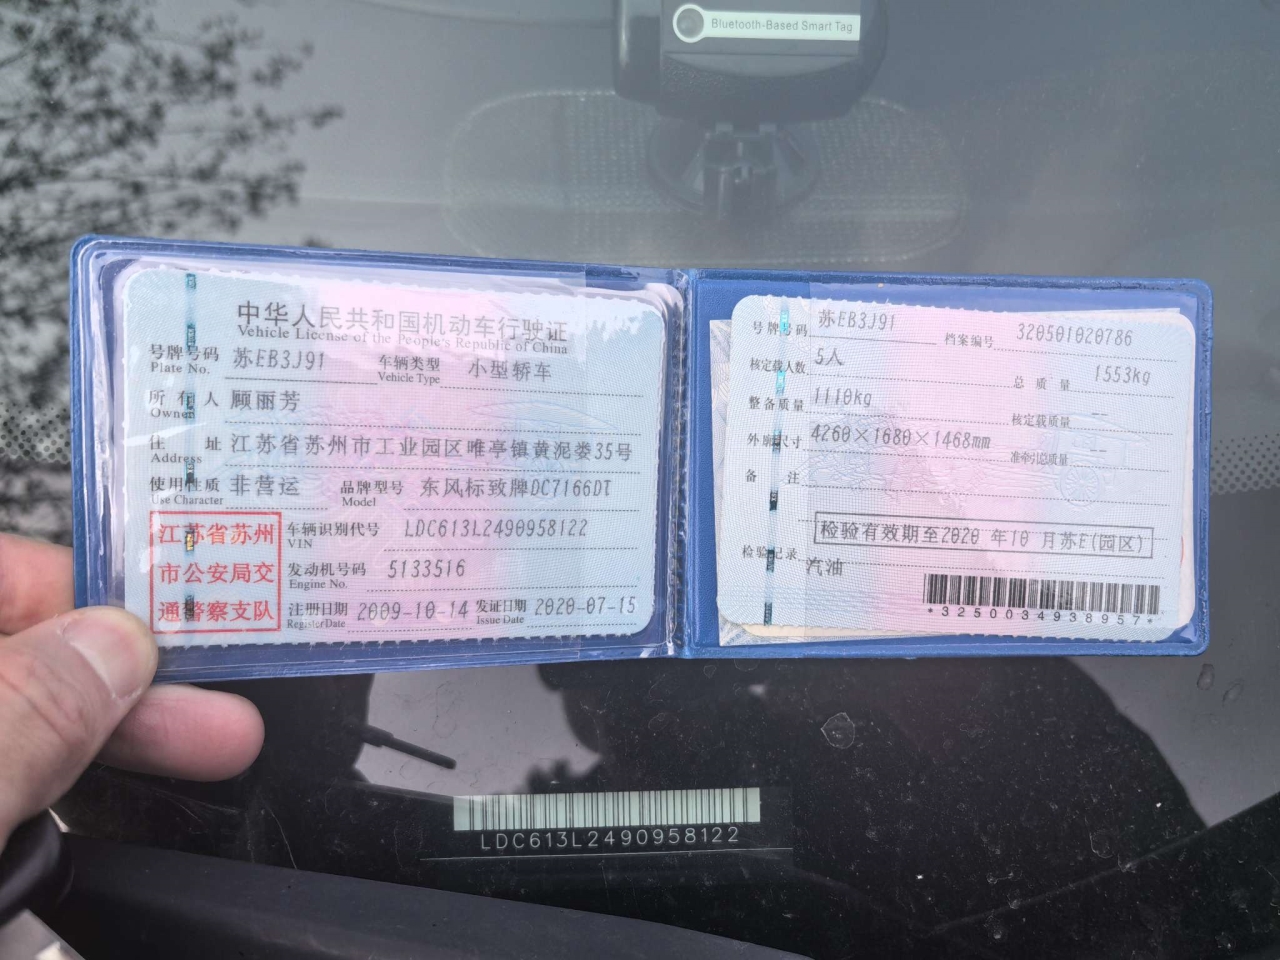 Bluetooth-Based Smart Tag
中华人民共和国机动车行驶证
Vehicle License of the People's Republic of China
号牌号码 苏EB3J91 车辆类型 小型轿车
Plate No. Vehicle Type
所有人 顾丽芳
Owner
住址 江苏省苏州市工业园区唯亭镇黄泥娄35号
Address
使用性质 非营运 品牌型号 东风标致牌DC7166DT
Use Character Model
江苏省苏州
市公安局交
通警察支队
车辆识别代号 LDC613L2490958122
VIN
发动机号码 5133516
Engine No.
注册日期 2009-10-14 发证日期 2020-07-15
Register Date Issue Date
号牌号码 苏EB3J91 档案编号 320501020786
核定载人数 5人 总质量 1553kg
整备质量 1110kg 核定载质量 --
外廓尺寸 4260×1680×1468mm 准牵引总质量 --
备注
检验有效期至2020年10月苏E(园区)
检验记录 汽油
*3250034938957*
LDC613L2490958122